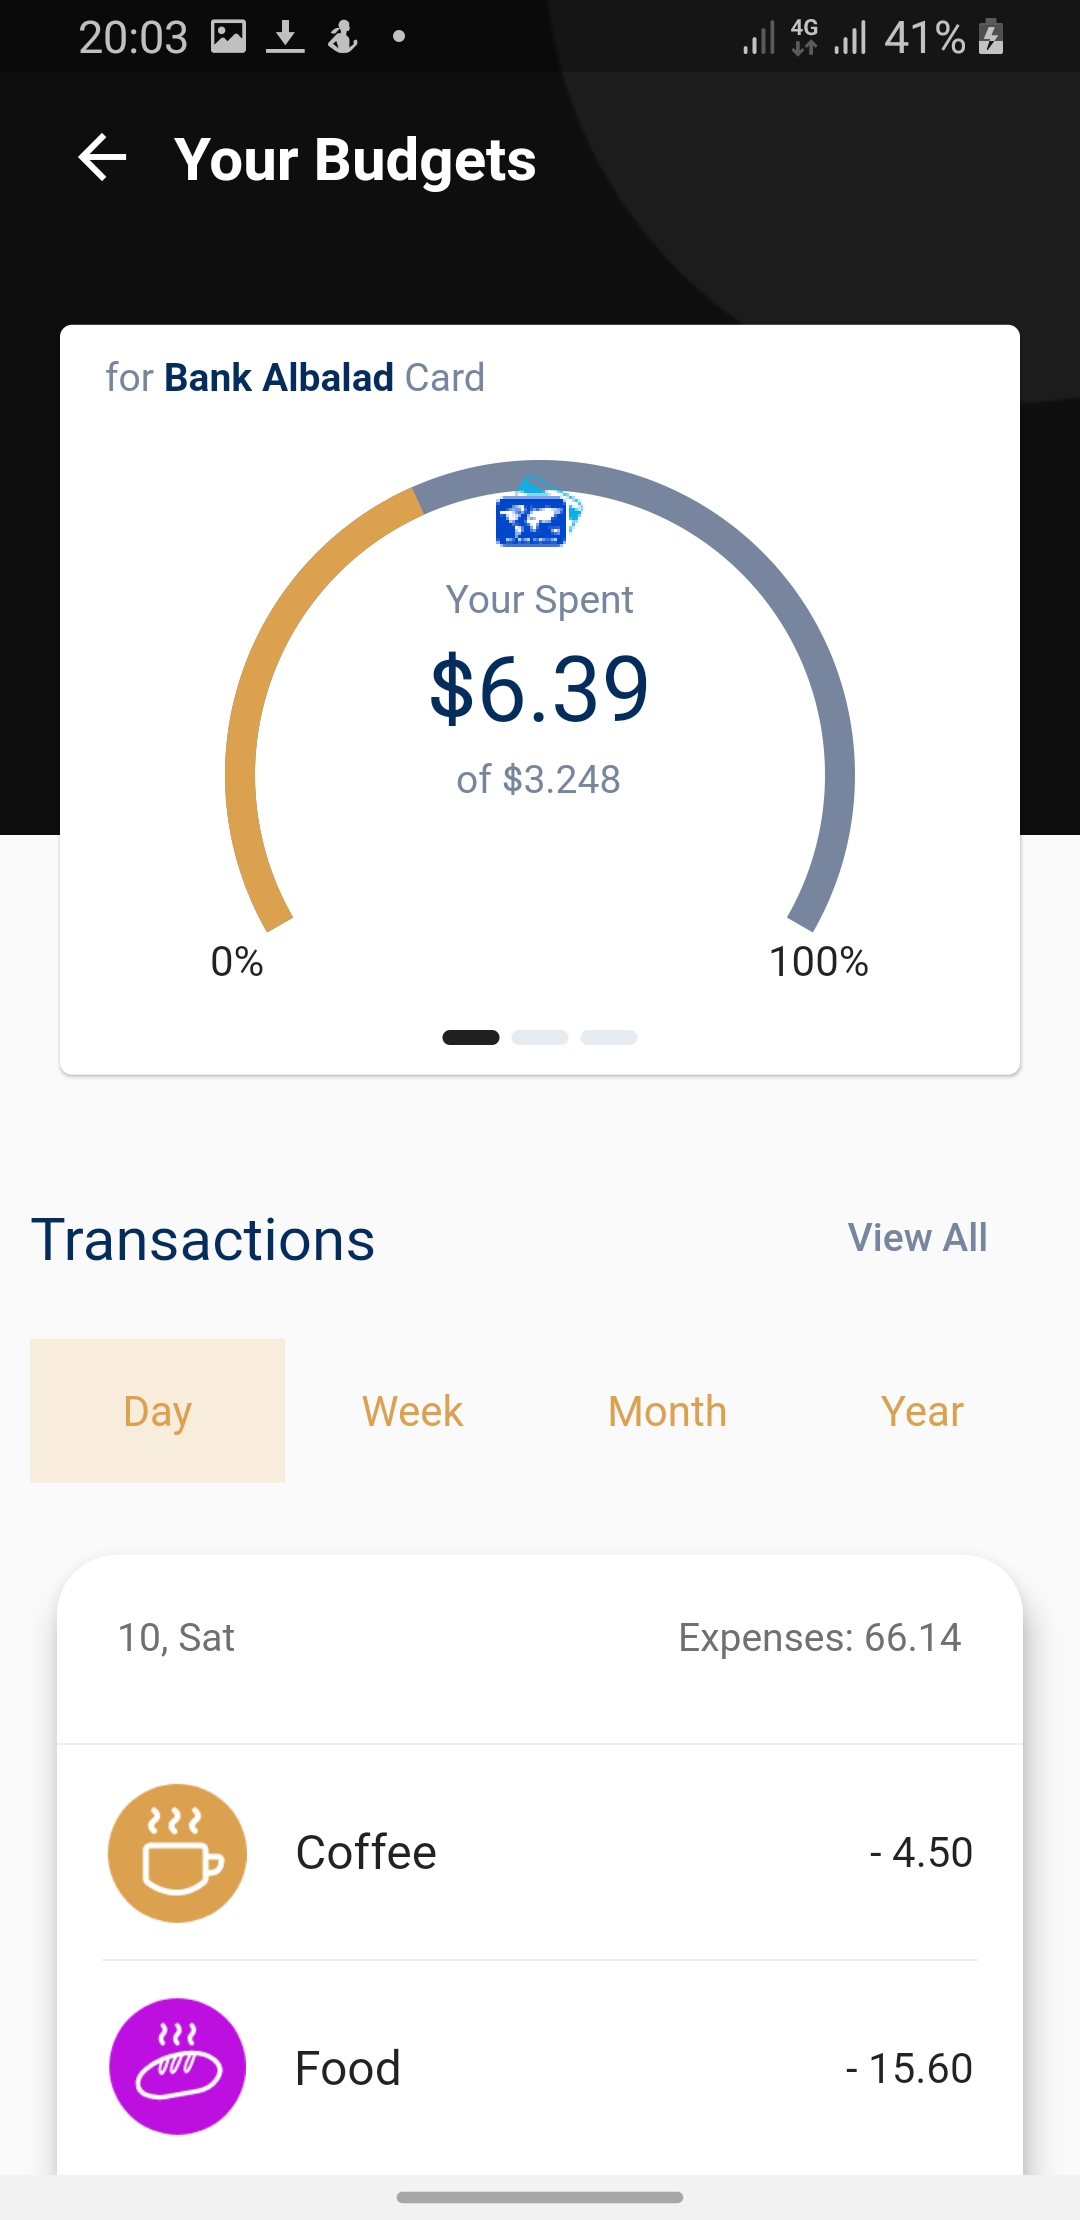 20:03 4G 41%
Your Budgets
for Bank Albalad Card
Your Spent
$6.39
of $3.248
0% 100%
Transactions View All
Day Week Month Year
10, Sat Expenses: 66.14
Coffee - 4.50
Food - 15.60